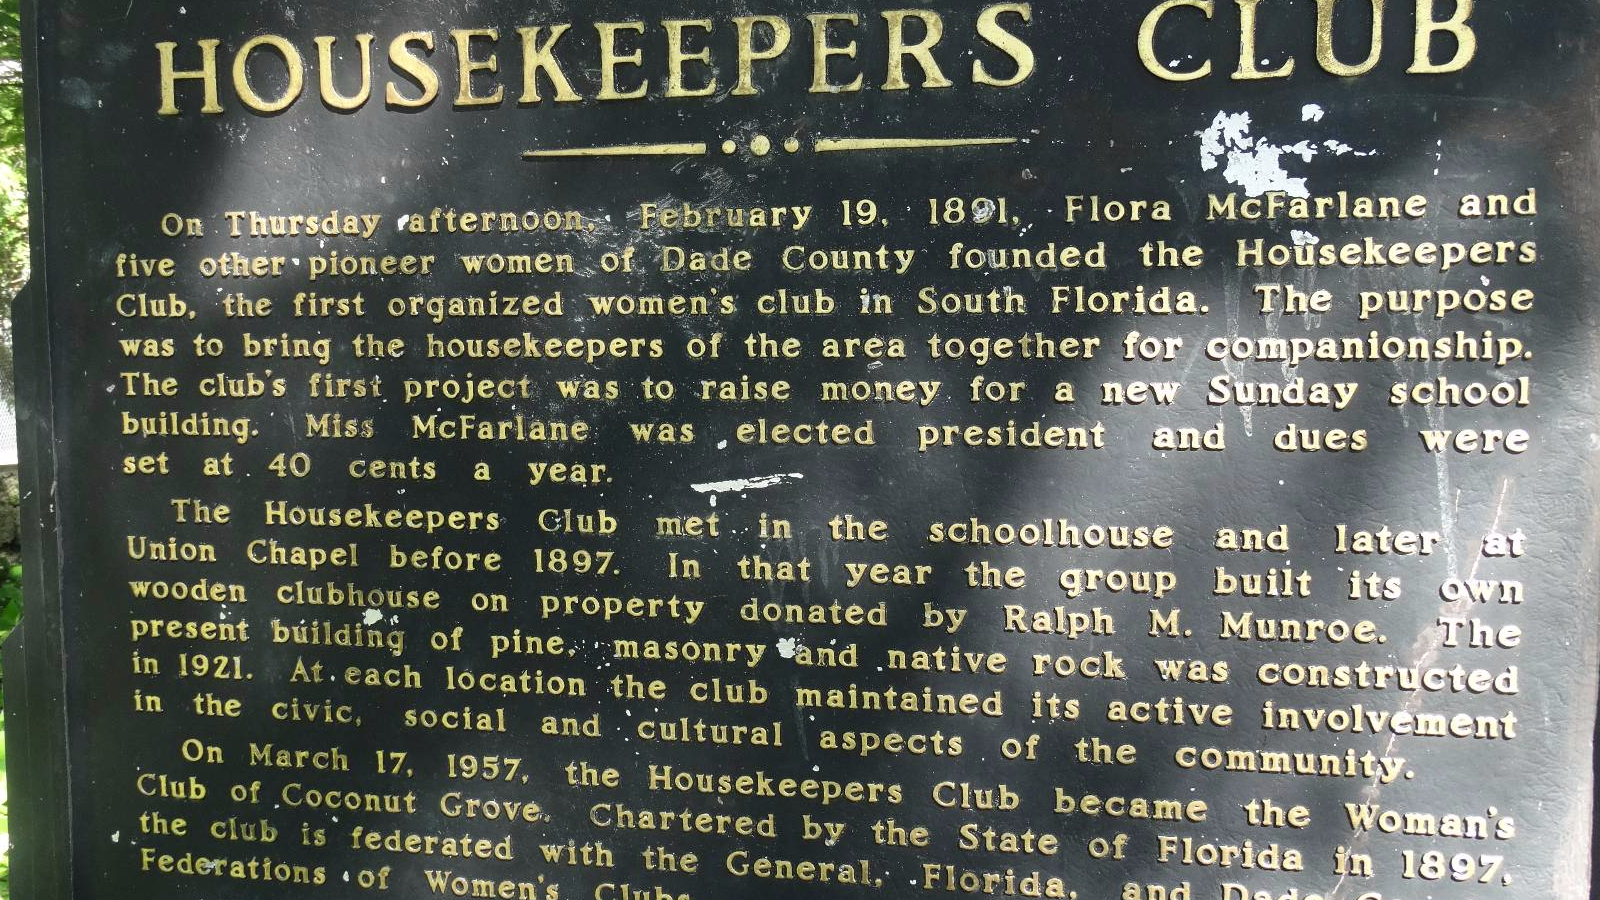 HOUSEKEEPERS CLUB
On Thursday afternoon, February 19, 1891, Flora McFarlane and
five other pioneer women of Dade County founded the Housekeepers
Club, the first organized women's club in South Florida. The purpose
was to bring the housekeepers of the area together for companionship.
The club's first project was to raise money for a new Sunday school
building. Miss McFarlane was elected president and dues were
set at 40 cents a year.
The Housekeepers Club met in the schoolhouse and later at
Union Chapel before 1897. In that year the group built its own
wooden clubhouse on property donated by Ralph M. Munroe. The
present building of pine, masonry and native rock was constructed
in 1921. At each location the club maintained its active involvement
in the civic, social and cultural aspects of the community.
On March 17, 1957, the Housekeepers Club became the Woman's
Club of Coconut Grove. Chartered by the State of Florida in 1897,
the club is federated with the General, Florida, and Dade
Federations of Women's Clubs